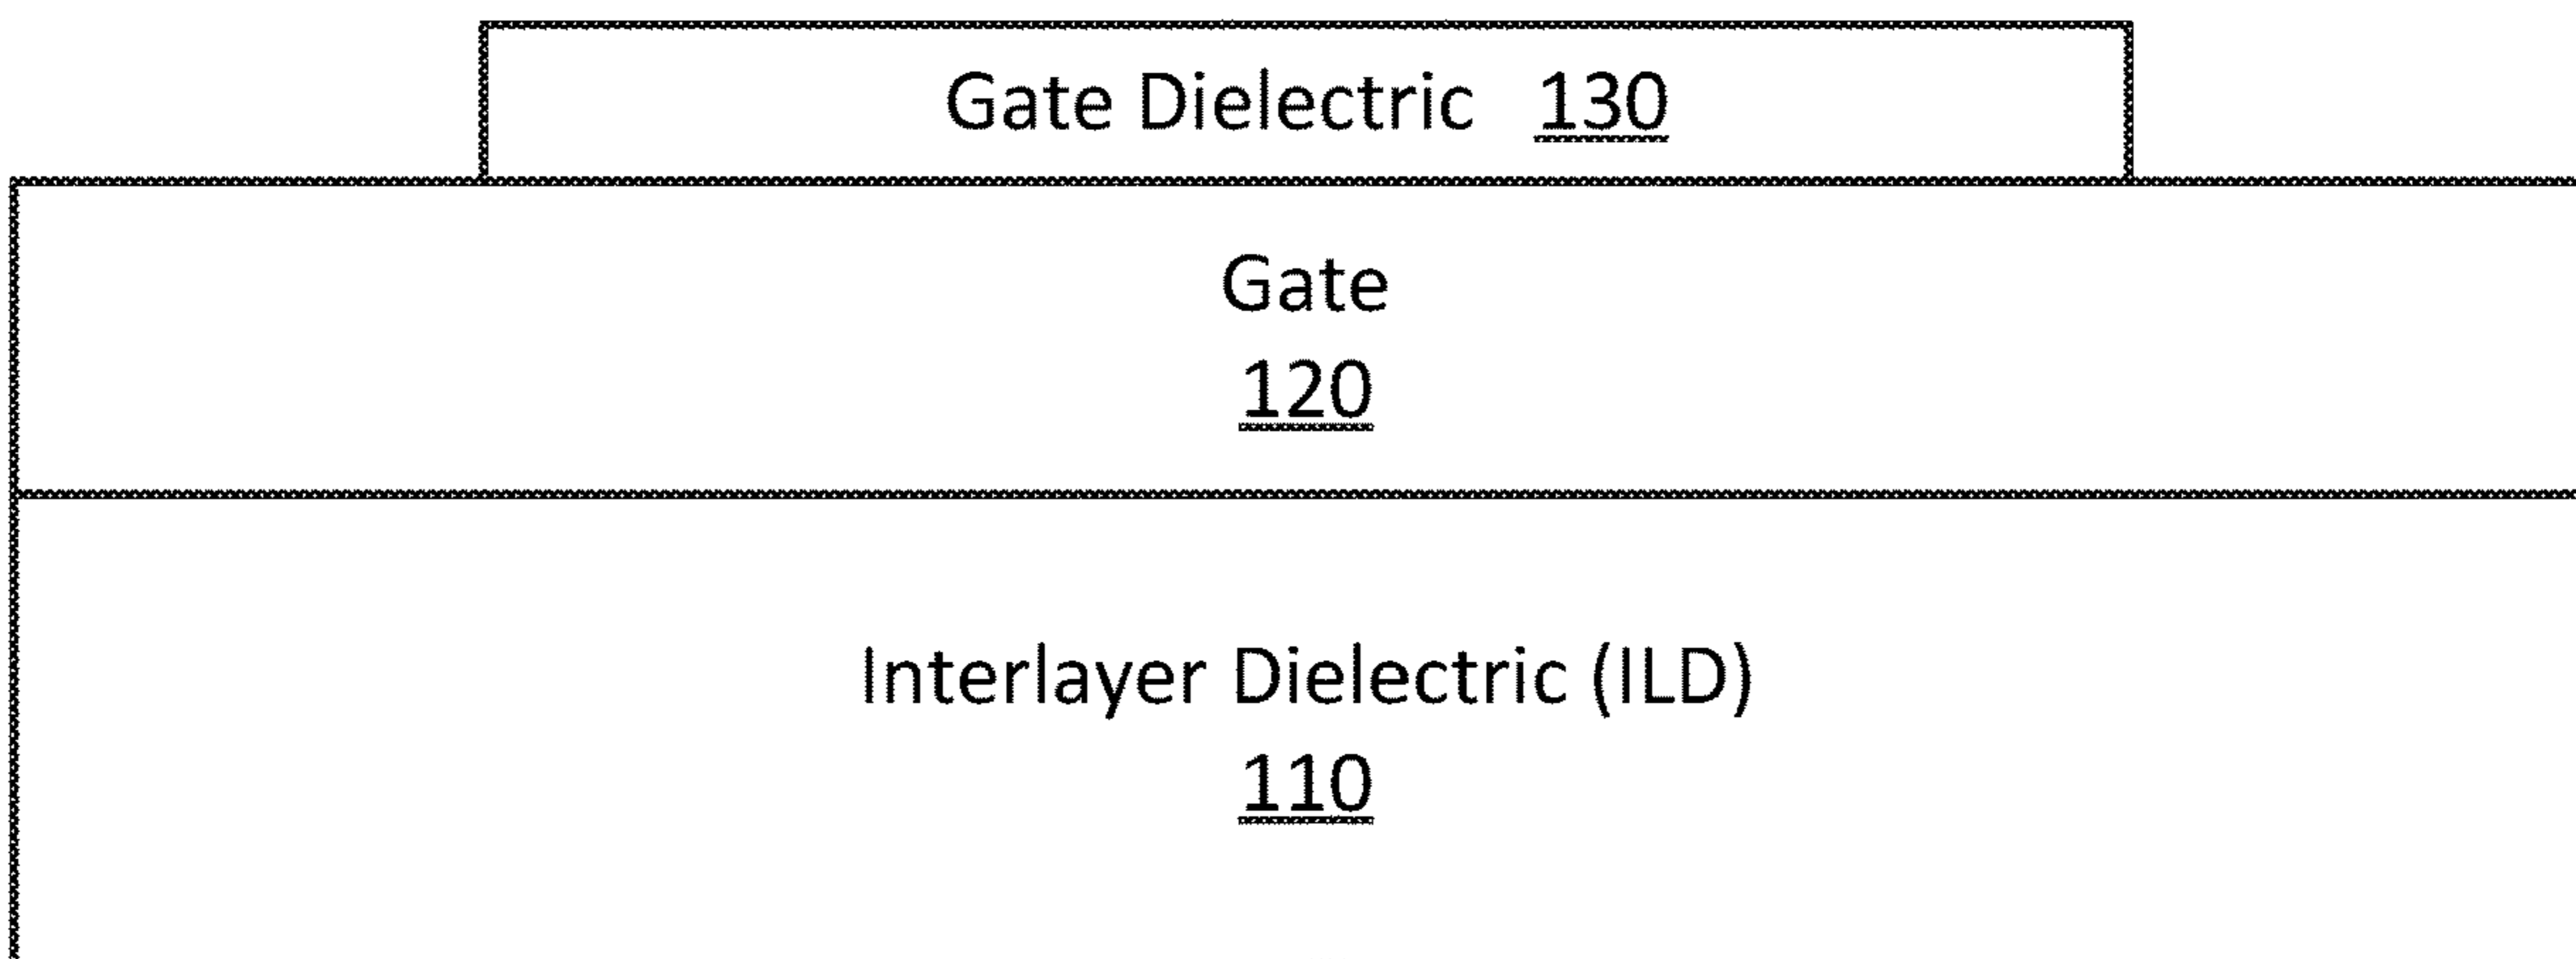 Gate Dielectric 130
Gate
120
Interlayer Dielectric (ILD)
110